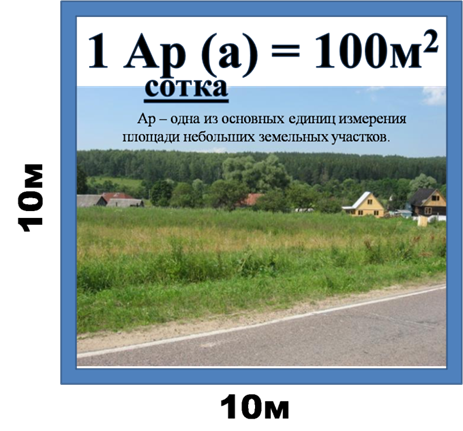 1 Ар (а) = 100м²
сотка
Ар – одна из основных единиц измерения
площади небольших земельных участков.
10м
10м